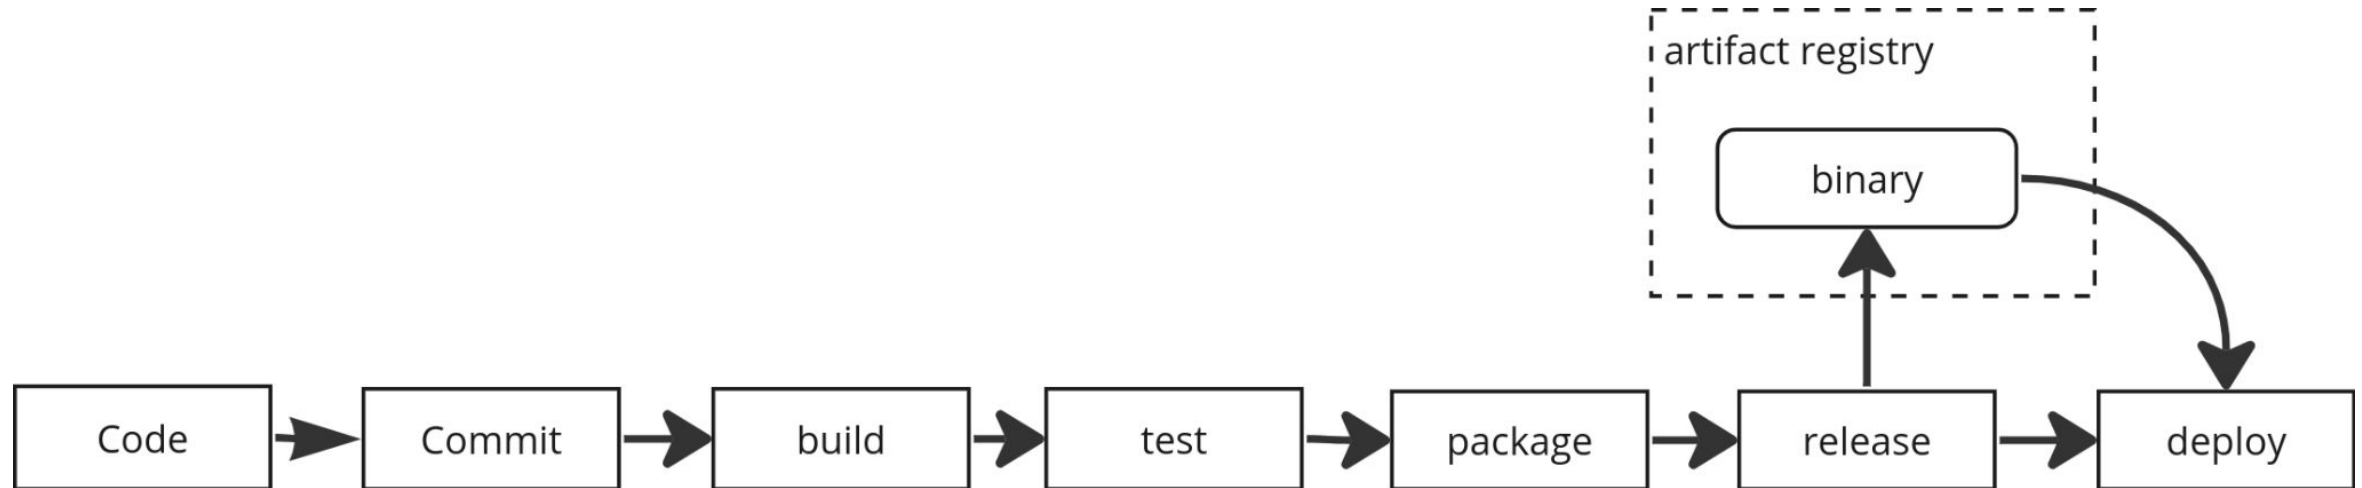 artifact registry
binary
Code
Commit
build
test
package
release
deploy